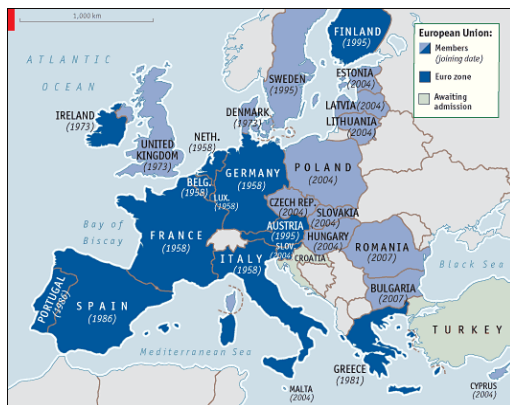 1,000 km
European Union:
Members
(joining date)
Euro zone
Awaiting
admission
ATLANTIC
OCEAN
FINLAND
(1995)
SWEDEN
(1995)
ESTONIA
(2004)
LATVIA (2004)
LITHUANIA
(2004)
DENMARK
(1973)
IRELAND
(1973)
UNITED
KINGDOM
(1973)
NETH.
(1958)
BELG.
(1958)
LUX.
(1958)
GERMANY
(1958)
POLAND
(2004)
CZECH REP.
(2004)
SLOVAKIA
(2004)
AUSTRIA
(1995)
HUNGARY
(2004)
SLOV.
(2004)
CROATIA
ROMANIA
(2007)
BULGARIA
(2007)
Black Sea
Bay of
Biscay
FRANCE
(1958)
ITALY
(1958)
PORTUGAL
(1986)
SPAIN
(1986)
Mediterranean Sea
MALTA
(2004)
GREECE
(1981)
TURKEY
CYPRUS
(2004)